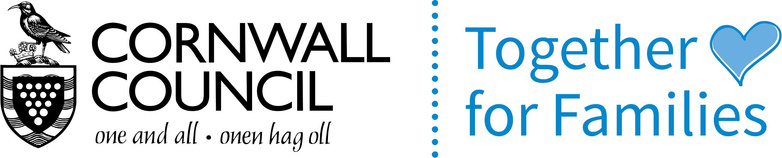 CORNWALL
COUNCIL
one and all • onen hag oll
Together
for Families